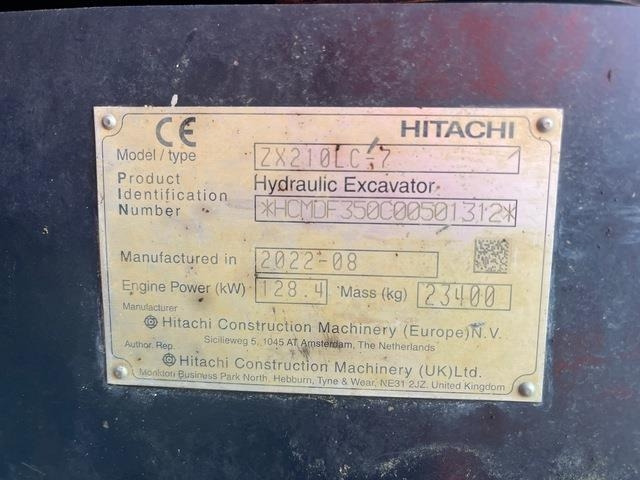 CE HITACHI
Model / type ZX210LC-7
Product
Identification Hydraulic Excavator
Number *HCMDF350C00501312*
Manufactured in 2022-08
Engine Power (kW) 128.4 Mass (kg) 23400
Manufacturer
Hitachi Construction Machinery (Europe) N.V.
Sicilieweg 5, 1045 AT Amsterdam, The Netherlands
Author. Rep.
Hitachi Construction Machinery (UK) Ltd.
Monkton Business Park North, Hebburn, Tyne & Wear, NE31 2JZ. United Kingdom